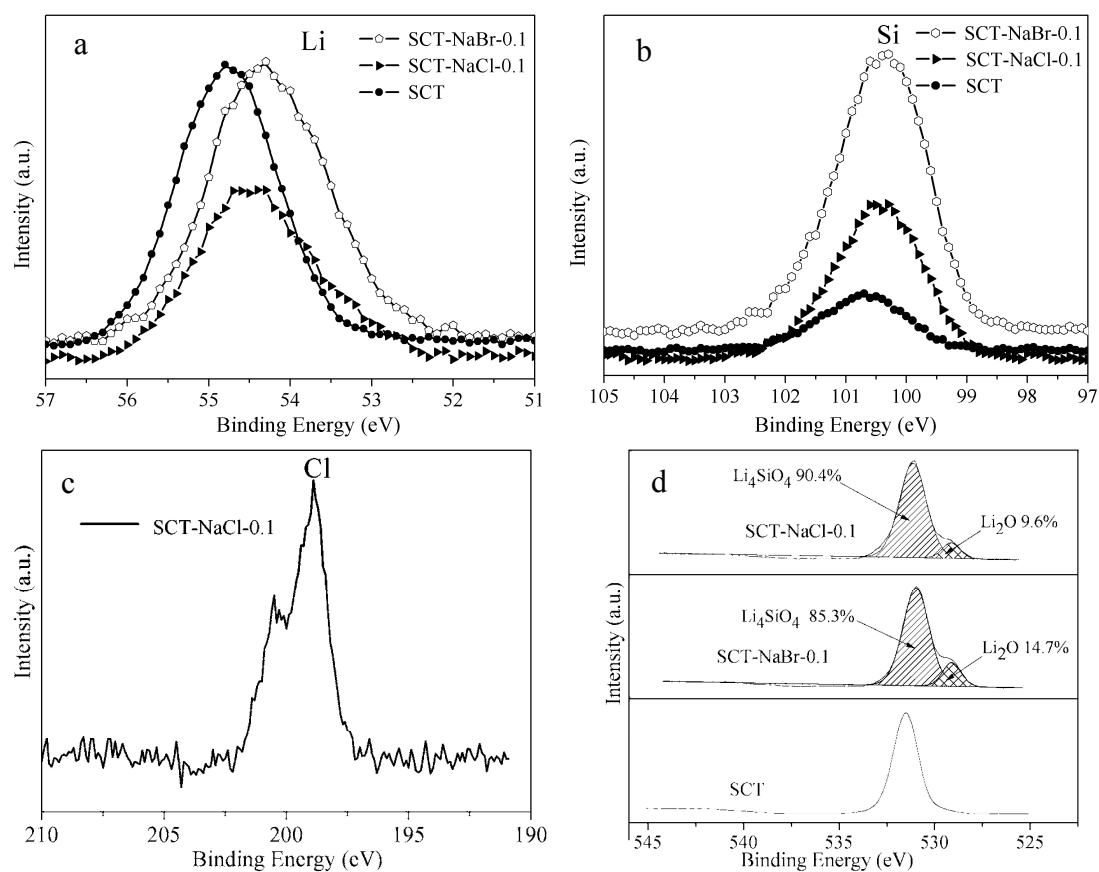 a
Li
SCT-NaBr-0.1
SCT-NaCl-0.1
SCT
Intensity (a.u.)
57 56 55 54 53 52 51
Binding Energy (eV)
b
Si
SCT-NaBr-0.1
SCT-NaCl-0.1
SCT
Intensity (a.u.)
105 104 103 102 101 100 99 98 97
Binding Energy (eV)
c
Cl
SCT-NaCl-0.1
Intensity (a.u.)
210 205 200 195 190
Binding Energy (eV)
d
Li₄SiO₄ 90.4%
SCT-NaCl-0.1
Li₂O 9.6%
Li₄SiO₄ 85.3%
SCT-NaBr-0.1
Li₂O 14.7%
SCT
Intensity (a.u.)
545 540 535 530 525
Binding Energy (eV)